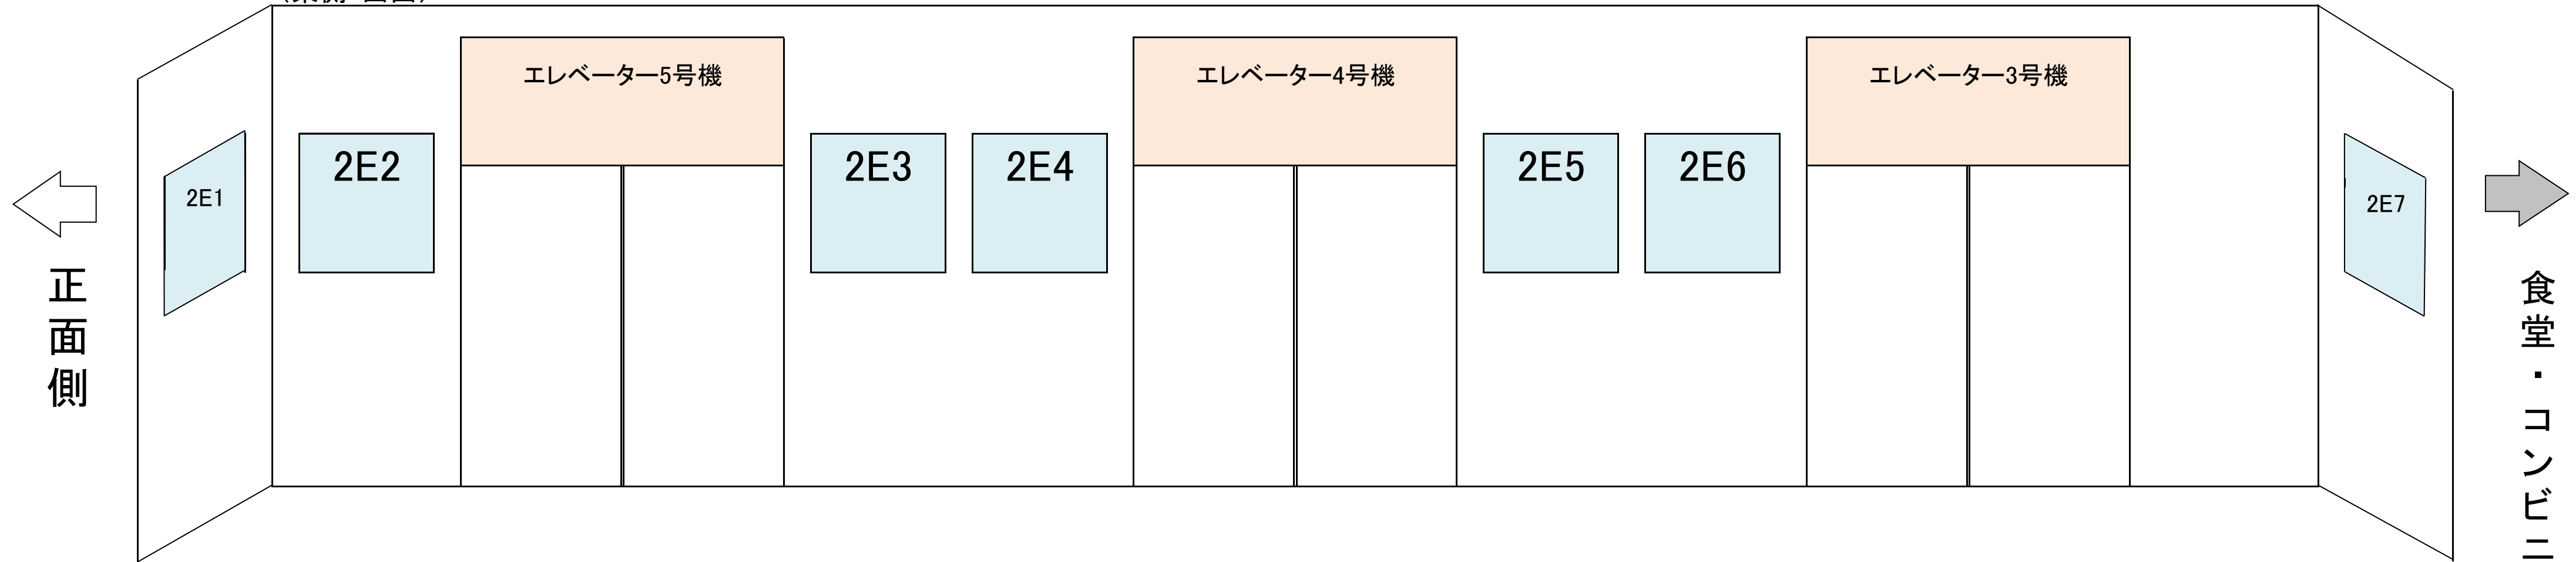 エレベーター5号機
エレベーター4号機
エレベーター3号機
2E1
2E2
2E3
2E4
2E5
2E6
2E7
正面側
食堂・コンビニ